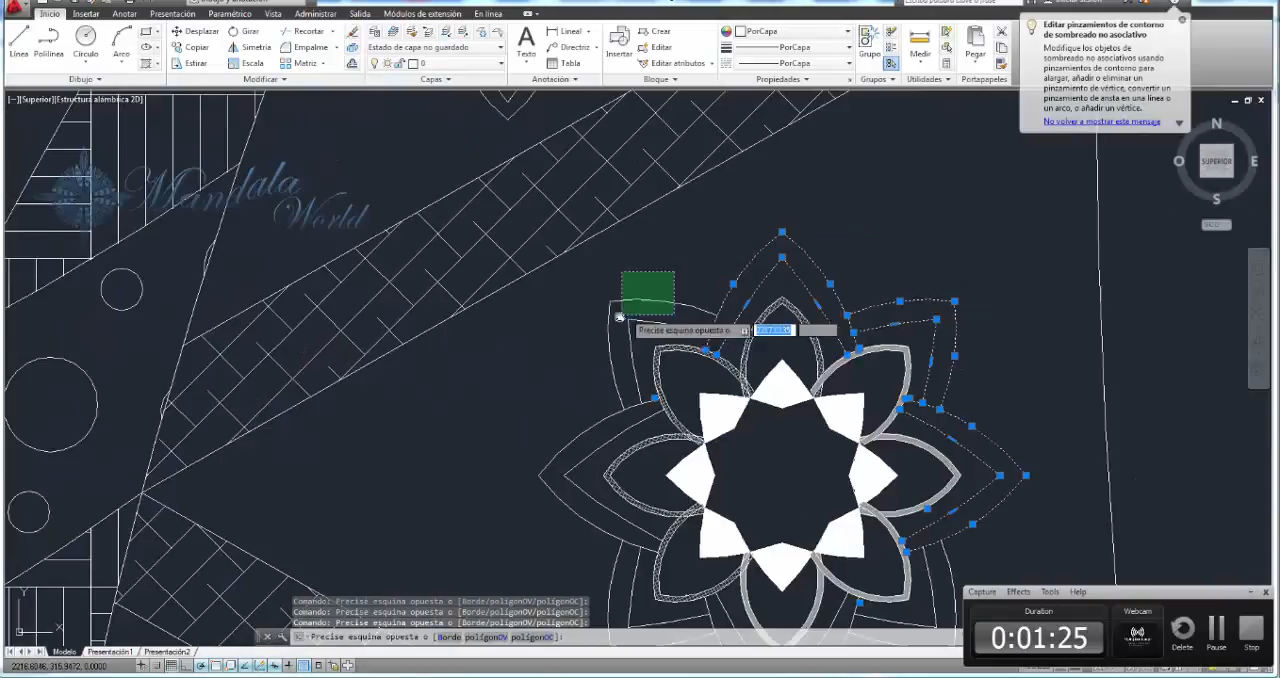 Inicio Insertar Anotar Presentación Paramétrico Vista Administrar Salida Módulos de extensión En línea
Línea Polilínea Círculo Arco
Desplazar Girar Recortar
Copiar Simetría Empalme
Estirar Escala Matriz
Estado de capa no guardado
0
Texto
Lineal
Directriz
Tabla
Insertar
Crear
Editar
Editar atributos
PorCapa
PorCapa
PorCapa
Grupo
Medir
Pegar
Dibujo Modificar Capas Anotación Bloque Propiedades Grupos Utilidades Portapapeles
Editar pinzamientos de contorno
de sombreado no asociativo
Modifique los objetos de
sombreado no asociativos usando
pinzamientos de contorno para
alargar, añadir o eliminar un
pinzamiento de vértice, convertir un
pinzamiento de arista en una línea o
un arco, o añadir un vértice.
No volver a mostrar este mensaje
[—][Superior][Estructura alámbrica 2D]
N
O SUPERIOR E
S
Mandala
World
Precise esquina opuesta o
Y
X
Comando: Precise esquina opuesta o [Borde/polígonOV/polígonOC]:
Comando: Precise esquina opuesta o [Borde/polígonOV/polígonOC]:
Comando: Precise esquina opuesta o [Borde/polígonOV/polígonOC]:
Precise esquina opuesta o [Borde polígonOV polígonOC]:
Capture Effects Tools Help
Duration
0:01:25
Webcam
Delete Pause Stop
Modelo Presentación1 Presentación2
2216.6046, 315.9472, 0.0000